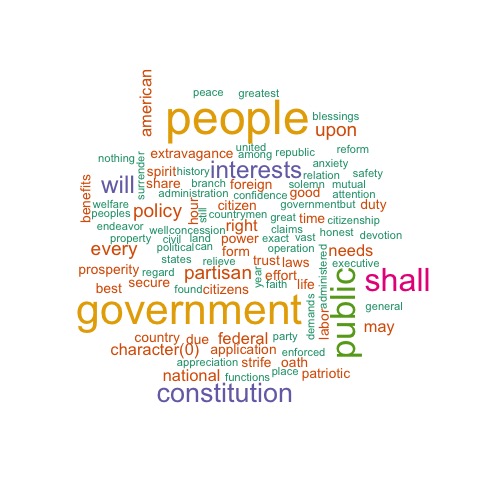 american
peace greatest
people
blessings
upon
nothing
surrender
extravagance
united
among
republic
reform
anxiety
benefits
will
spirit
history
interests
relation
safety
share
branch
foreign
solemn
mutual
administration
confidence
good
attention
welfare
peoples
policy
hour
still
countrymen
citizen
governmentbut
duty
devotion
endeavor
wellconcession
right
great
time
citizenship
property
civil
land
power
claims
exact
vast
honest
every
political
can
form
operation
administered
needs
states
relieve
trust
laws
executive
prosperity
regard
partisan
year
effort
public
shall
best
secure
found
citizens
faith
life
government
demands
labor
general
may
country
due
federal
party
character(0)
application
enforced
appreciation
strife
oath
national
functions
place
patriotic
constitution